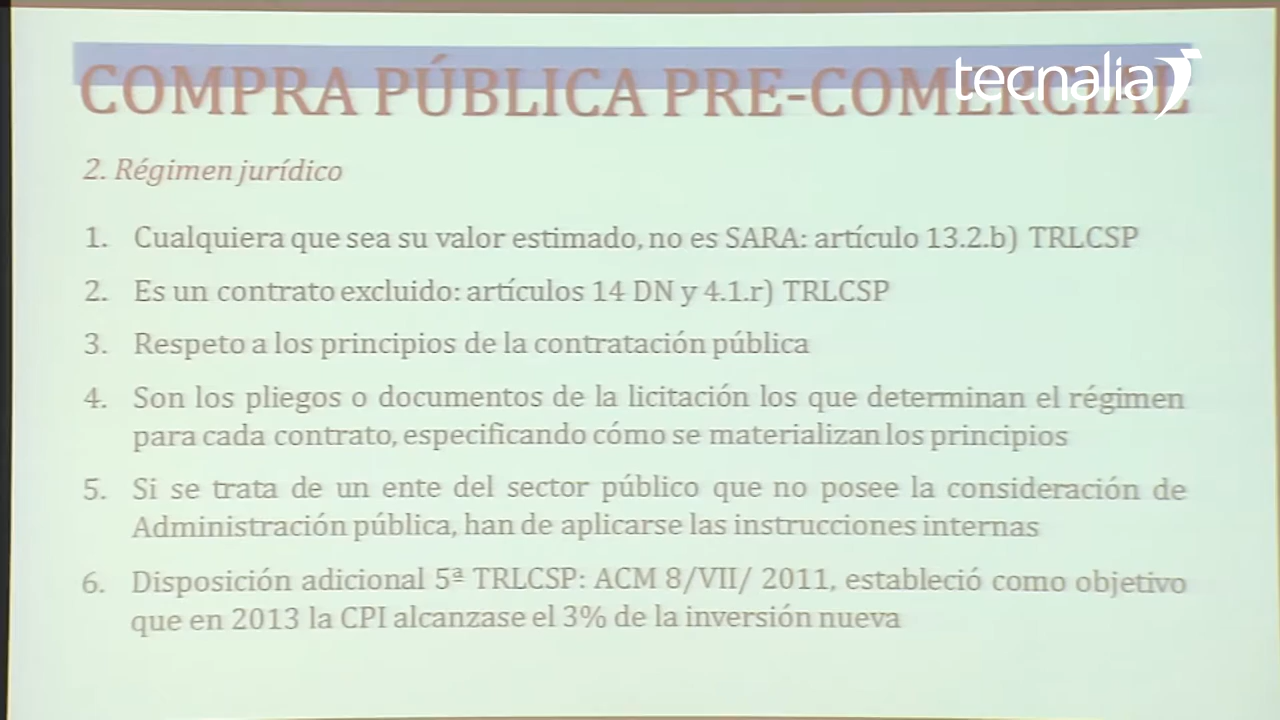 COMPRA PÚBLICA PRE-COMERCIAL
tecnalia
2. Régimen jurídico
1. Cualquiera que sea su valor estimado, no es SARA: artículo 13.2.b) TRLCSP
2. Es un contrato excluido: artículos 14 DN y 4.1.r) TRLCSP
3. Respeto a los principios de la contratación pública
4. Son los pliegos o documentos de la licitación los que determinan el régimen
para cada contrato, especificando cómo se materializan los principios
5. Si se trata de un ente del sector público que no posee la consideración de
Administración pública, han de aplicarse las instrucciones internas
6. Disposición adicional 5ª TRLCSP: ACM 8/VII/ 2011, estableció como objetivo
que en 2013 la CPI alcanzase el 3% de la inversión nueva